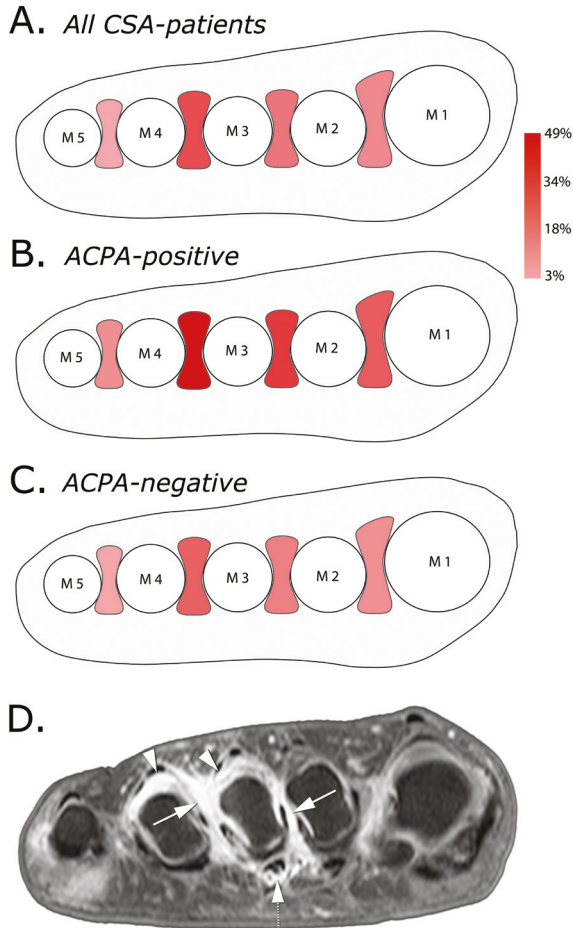 A. All CSA-patients
M 5 M 4 M 3 M 2 M 1
49%
34%
18%
3%
B. ACPA-positive
M 5 M 4 M 3 M 2 M 1
C. ACPA-negative
M 5 M 4 M 3 M 2 M 1
D.